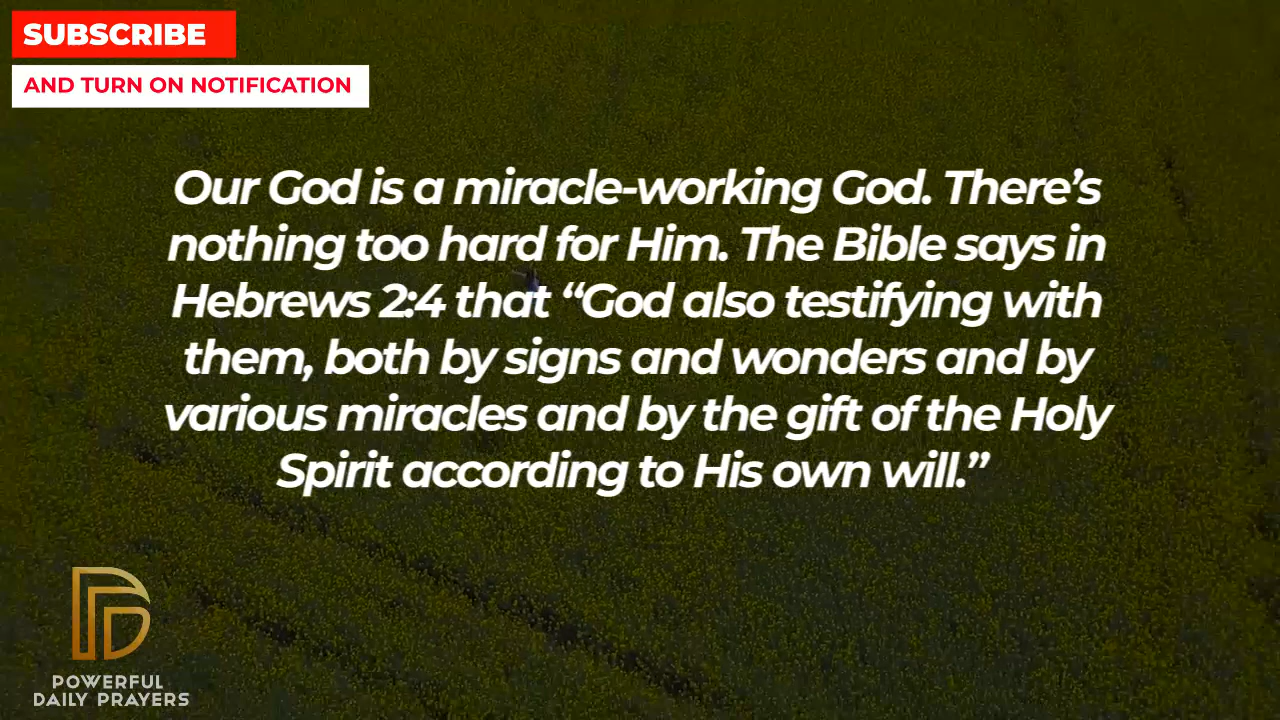 SUBSCRIBE
AND TURN ON NOTIFICATION
Our God is a miracle-working God. There’s
nothing too hard for Him. The Bible says in
Hebrews 2:4 that “God also testifying with
them, both by signs and wonders and by
various miracles and by the gift of the Holy
Spirit according to His own will.”
POWERFUL
DAILY PRAYERS